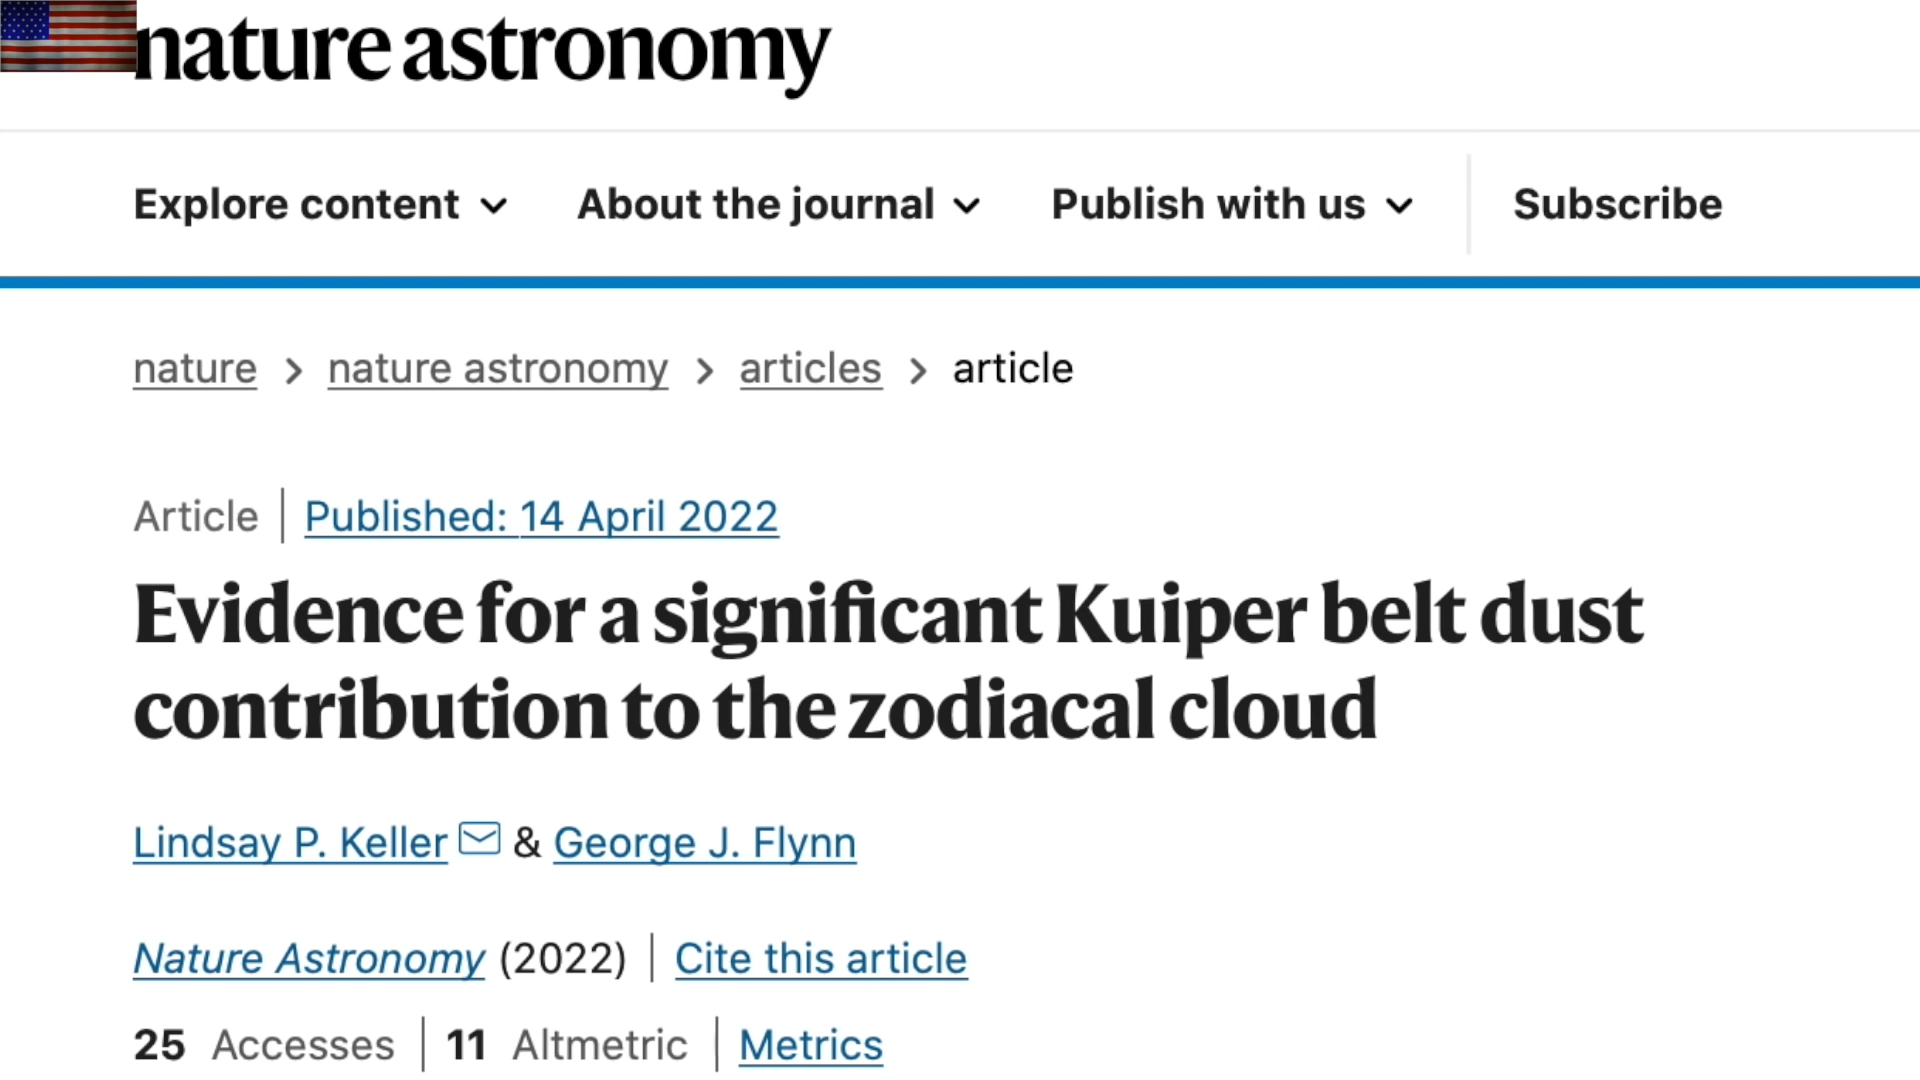 nature astronomy
Explore content About the journal Publish with us Subscribe
nature > nature astronomy > articles > article
Article | Published: 14 April 2022
Evidence for a significant Kuiper belt dust
contribution to the zodiacal cloud
Lindsay P. Keller & George J. Flynn
Nature Astronomy (2022) | Cite this article
25 Accesses | 11 Altmetric | Metrics